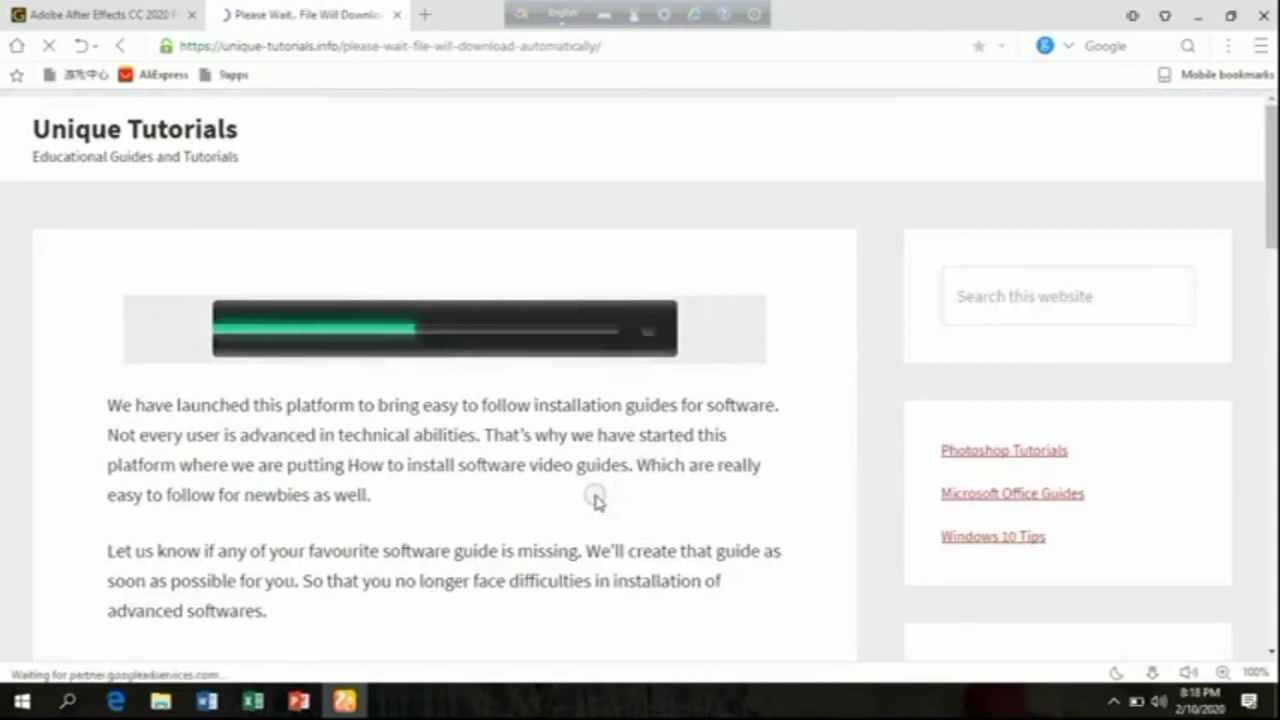 Adobe After Effects CC 2020 F
Please Wait.. File Will Downlo
English
https://unique-tutorials.info/please-wait-file-will-download-automatically/
Google
AliExpress
9apps
Mobile bookmarks
Unique Tutorials
Educational Guides and Tutorials
Search this website
We have launched this platform to bring easy to follow installation guides for software.
Not every user is advanced in technical abilities. That's why we have started this
platform where we are putting How to install software video guides. Which are really
easy to follow for newbies as well.
Photoshop Tutorials
Microsoft Office Guides
Windows 10 Tips
Let us know if any of your favourite software guide is missing. We'll create that guide as
soon as possible for you. So that you no longer face difficulties in installation of
advanced softwares.
Waiting for partner.googleadservices.com...
100%
8:18 PM
2/10/2020